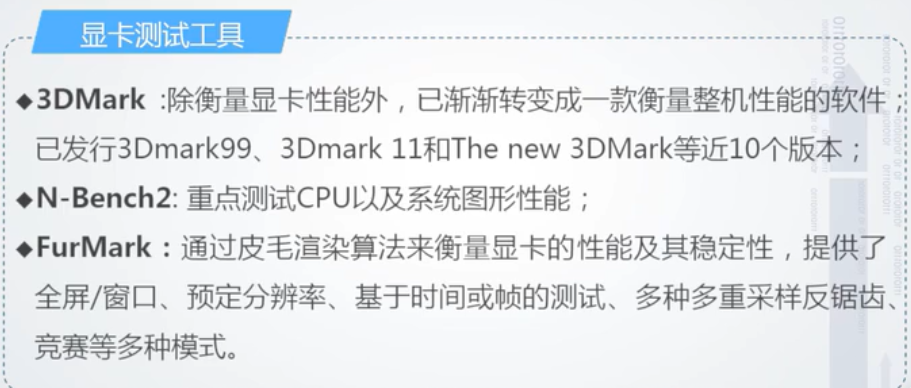 显卡测试工具
◆3DMark :除衡量显卡性能外，已渐渐转变成一款衡量整机性能的软件；
已发行3Dmark99、3Dmark 11和The new 3DMark等近10个版本；
◆N-Bench2: 重点测试CPU以及系统图形性能；
◆FurMark：通过皮毛渲染算法来衡量显卡的性能及其稳定性，提供了
全屏/窗口、预定分辨率、基于时间或帧的测试、多种多重采样反锯齿、
竞赛等多种模式。